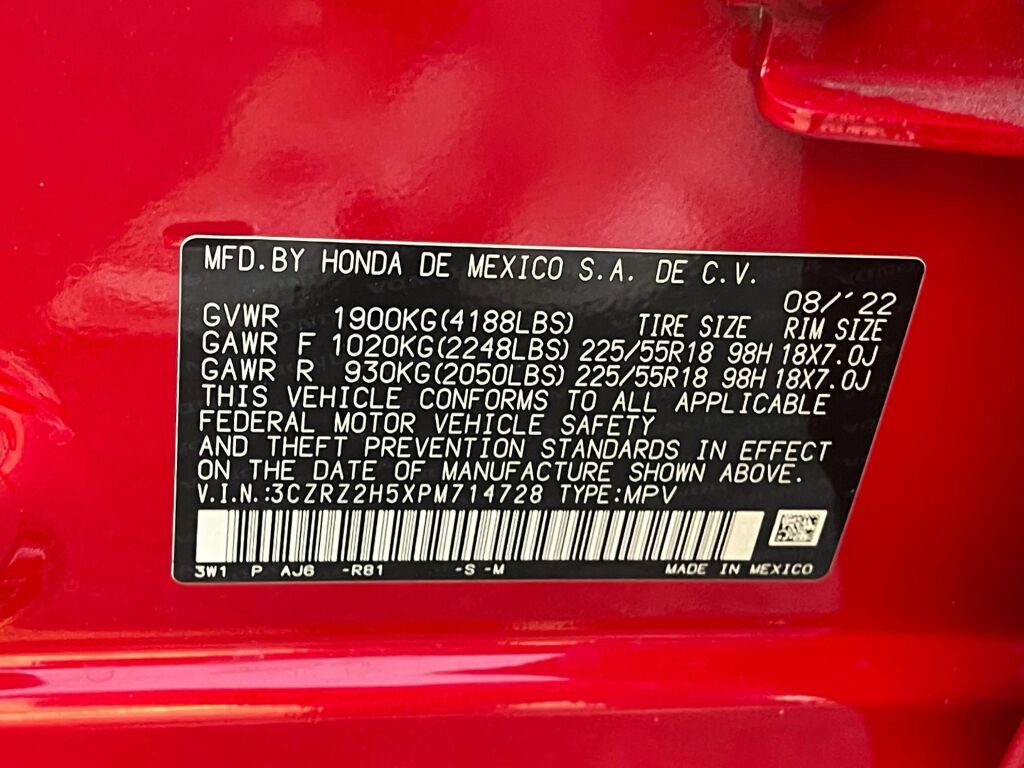 MFD.BY HONDA DE MEXICO S.A. DE C.V.
08/'22
GVWR 1900KG(4188LBS) TIRE SIZE RIM SIZE
GAWR F 1020KG(2248LBS) 225/55R18 98H 18X7.0J
GAWR R 930KG(2050LBS) 225/55R18 98H 18X7.0J
THIS VEHICLE CONFORMS TO ALL APPLICABLE
FEDERAL MOTOR VEHICLE SAFETY
AND THEFT PREVENTION STANDARDS IN EFFECT
ON THE DATE OF MANUFACTURE SHOWN ABOVE.
V.I.N.:3CZRZ2H5XPM714728 TYPE:MPV
3W1 P AJ6 -R81 -S -M MADE IN MEXICO